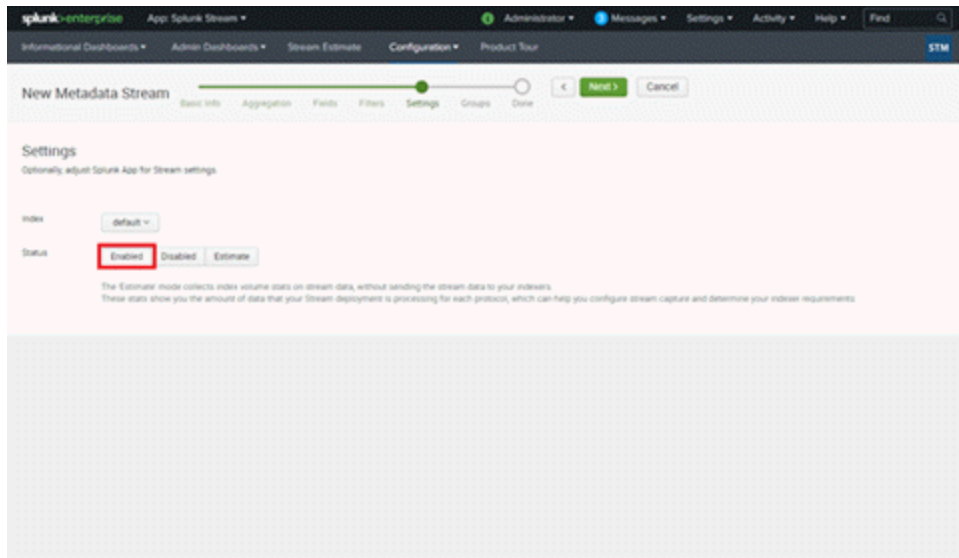 splunk>enterprise App: Splunk Stream ▾ i Administrator ▾ 3 Messages ▾ Settings ▾ Activity ▾ Help ▾ Find
Informational Dashboards ▾ Admin Dashboards ▾ Stream Estimate Configuration ▾ Product Tour STM
New Metadata Stream < Next > Cancel
Basic Info Aggregation Fields Filters Settings Groups Done
Settings
Optionally, adjust Splunk App for Stream settings.
Index default
Status Enabled Disabled Estimate
The 'Estimate' mode collects index volume stats on stream data, without sending the stream data to your indexers.
These stats show you the amount of data that your Stream deployment is processing for each protocol, which can help you configure stream capture and determine your indexer requirements.